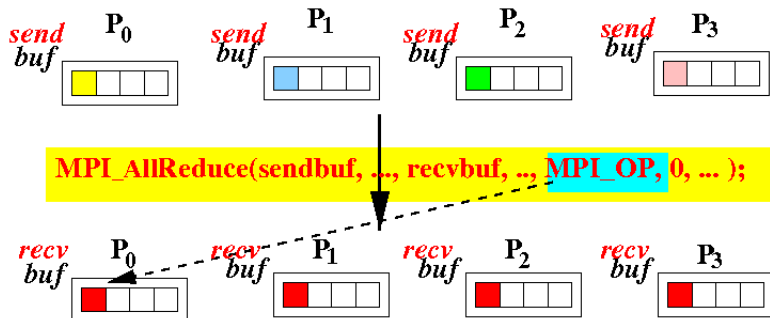 send P0 send P1 send P2 send P3
buf buf buf buf
MPI_AllReduce(sendbuf, ..., recvbuf, .., MPI_OP, 0, ... );
recv P0 recv P1 recv P2 recv P3
buf buf buf buf